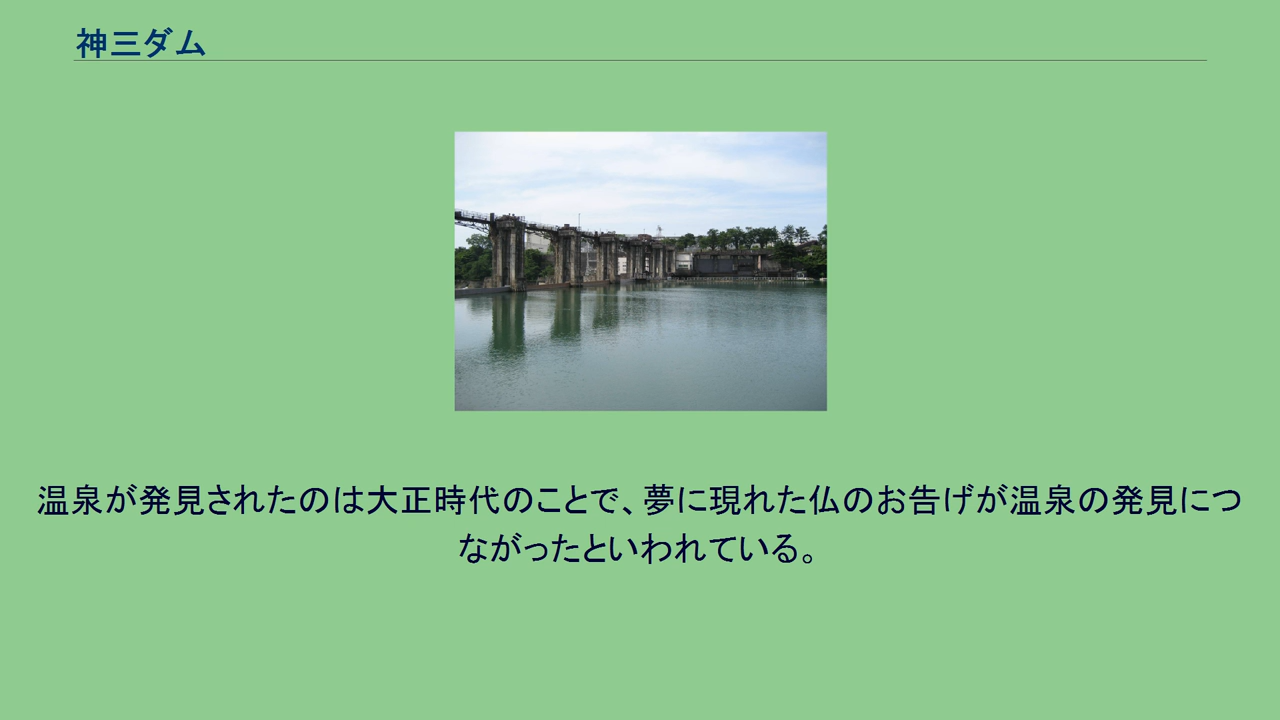 神三ダム
温泉が発見されたのは大正時代のことで、夢に現れた仏のお告げが温泉の発見につ
ながったといわれている。